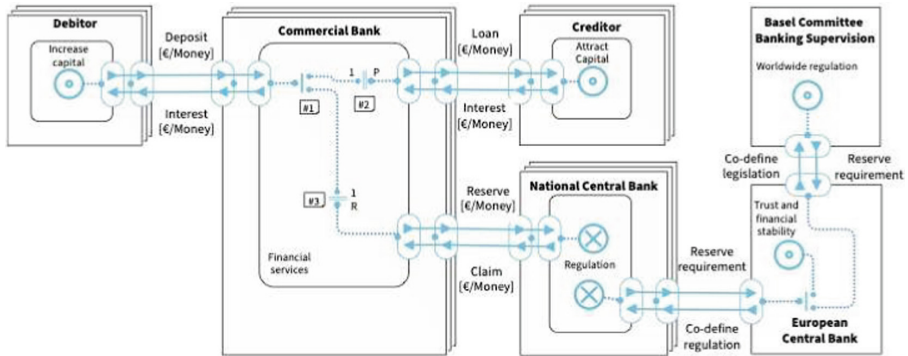 Debitor
Increase
capital
Deposit
[€/Money]
Interest
[€/Money]
Commercial Bank
1 P
#1
#2
#3
1
R
Financial
services
Loan
[€/Money]
Interest
[€/Money]
Creditor
Attract
Capital
Reserve
[€/Money]
Claim
[€/Money]
National Central Bank
Regulation
Reserve
requirement
Co-define
regulation
Basel Committee
Banking Supervision
Worldwide regulation
Co-define
legislation
Reserve
requirement
Trust and
financial
stability
European
Central Bank